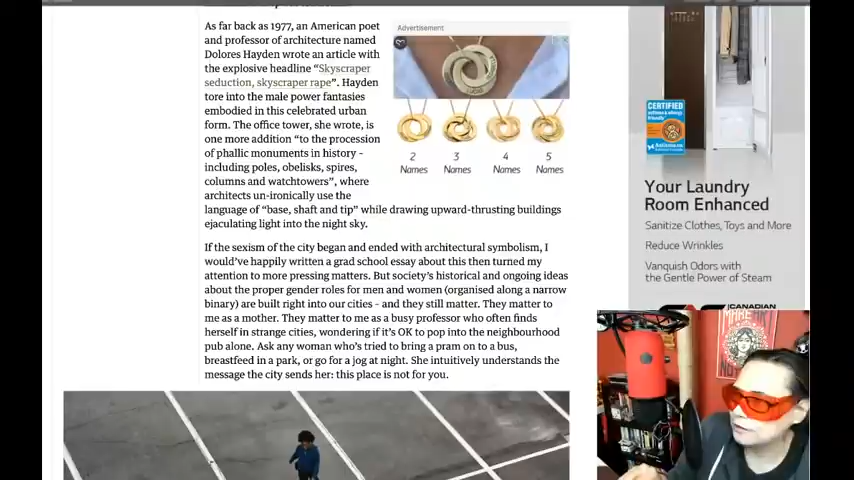 As far back as 1977, an American poet
and professor of architecture named
Dolores Hayden wrote an article with
the explosive headline “Skyscraper
seduction, skyscraper rape”. Hayden
tore into the male power fantasies
embodied in this celebrated urban
form. The office tower, she wrote, is
one more addition “to the procession
of phallic monuments in history –
including poles, obelisks, spires,
columns and watchtowers”, where
architects un-ironically use the
language of “base, shaft and tip” while drawing upward-thrusting buildings
ejaculating light into the night sky.
If the sexism of the city began and ended with architectural symbolism, I
would’ve happily written a grad school essay about this then turned my
attention to more pressing matters. But society’s historical and ongoing ideas
about the proper gender roles for men and women (organised along a narrow
binary) are built right into our cities – and they still matter. They matter to
me as a mother. They matter to me as a busy professor who often finds
herself in strange cities, wondering if it’s OK to pop into the neighbourhood
pub alone. Ask any woman who’s tried to bring a pram on to a bus,
breastfeed in a park, or go for a jog at night. She intuitively understands the
message the city sends her: this place is not for you.
Advertisement
2 3 4 5
Names Names Names Names
CERTIFIED
asthma & allergy
friendly
Your Laundry
Room Enhanced
Sanitize Clothes, Toys and More
Reduce Wrinkles
Vanquish Odors with
the Gentle Power of Steam
CANADIAN
MAKE